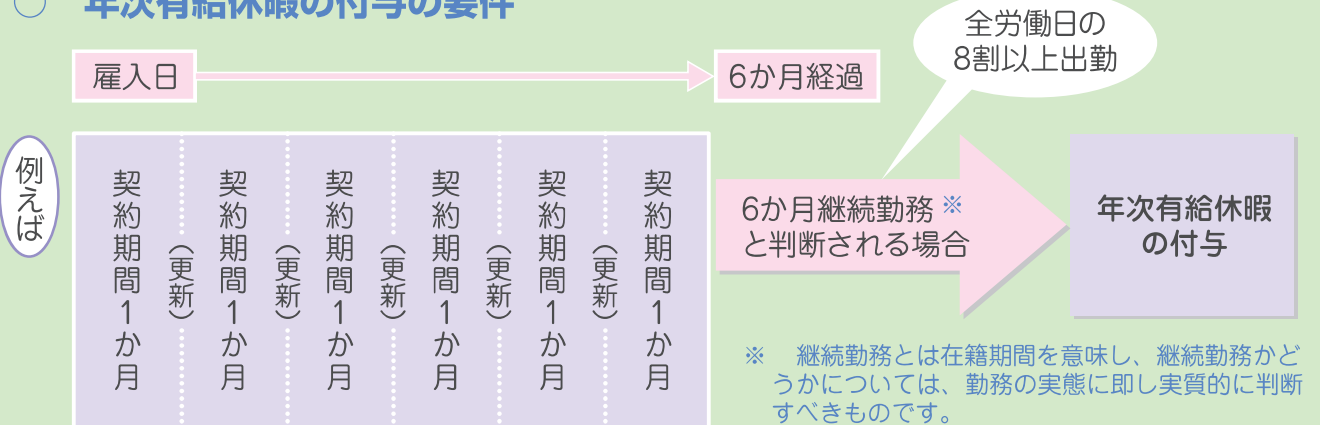 ○ 年次有給休暇の付与の要件
全労働日の
8割以上出勤
雇入日
6か月経過
例えば
契約期間1か月
（更新）
契約期間1か月
（更新）
契約期間1か月
（更新）
契約期間1か月
（更新）
契約期間1か月
（更新）
契約期間1か月
6か月継続勤務※
と判断される場合
年次有給休暇
の付与
※ 継続勤務とは在籍期間を意味し、継続勤務かど
うかについては、勤務の実態に即し実質的に判断
すべきものです。